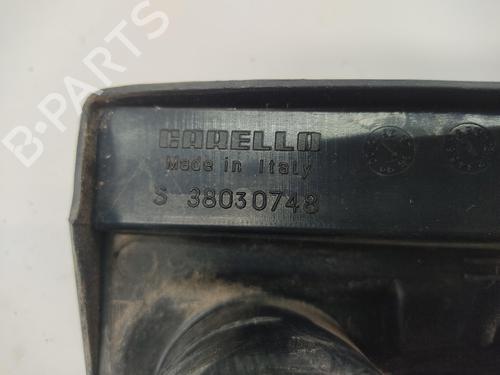 B-PARTS
CARELLO
Made in Italy
S 38030748